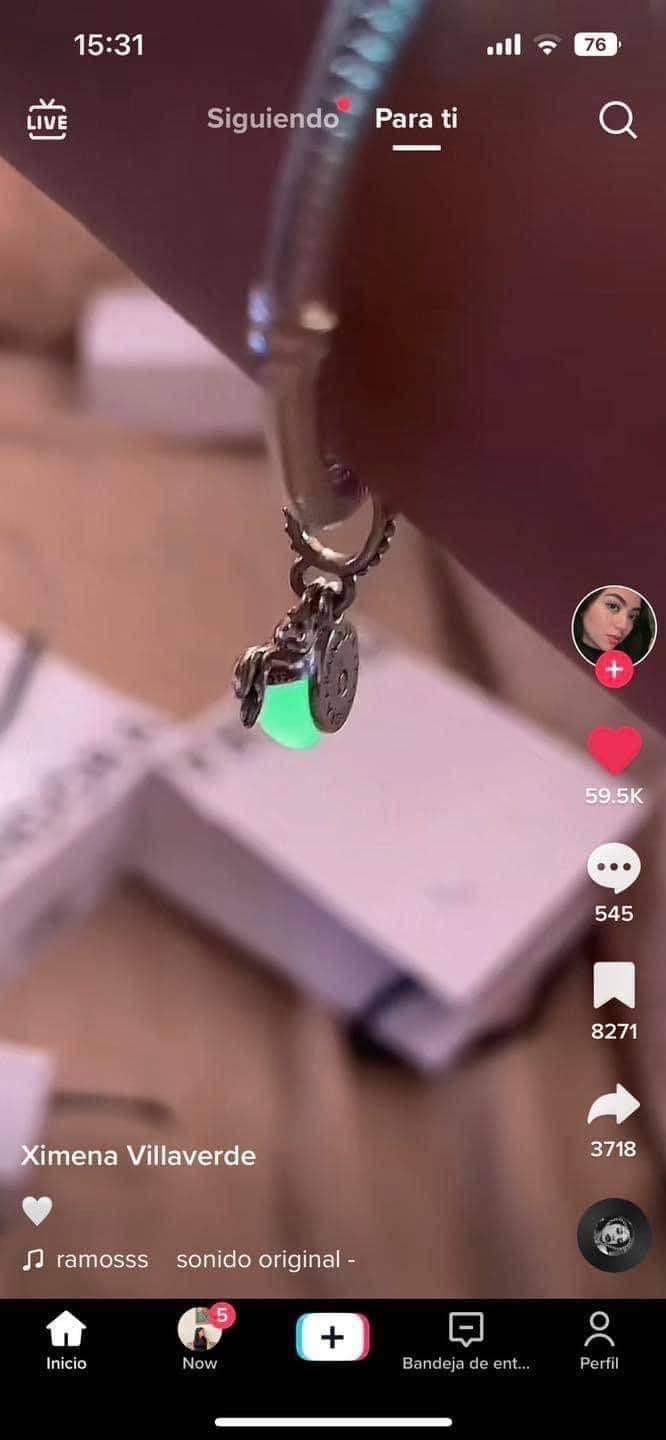 15:31
76
LIVE
Siguiendo
Para ti
59.5K
545
8271
3718
Ximena Villaverde
ramosss sonido original -
5
Inicio
Now
Bandeja de ent...
Perfil